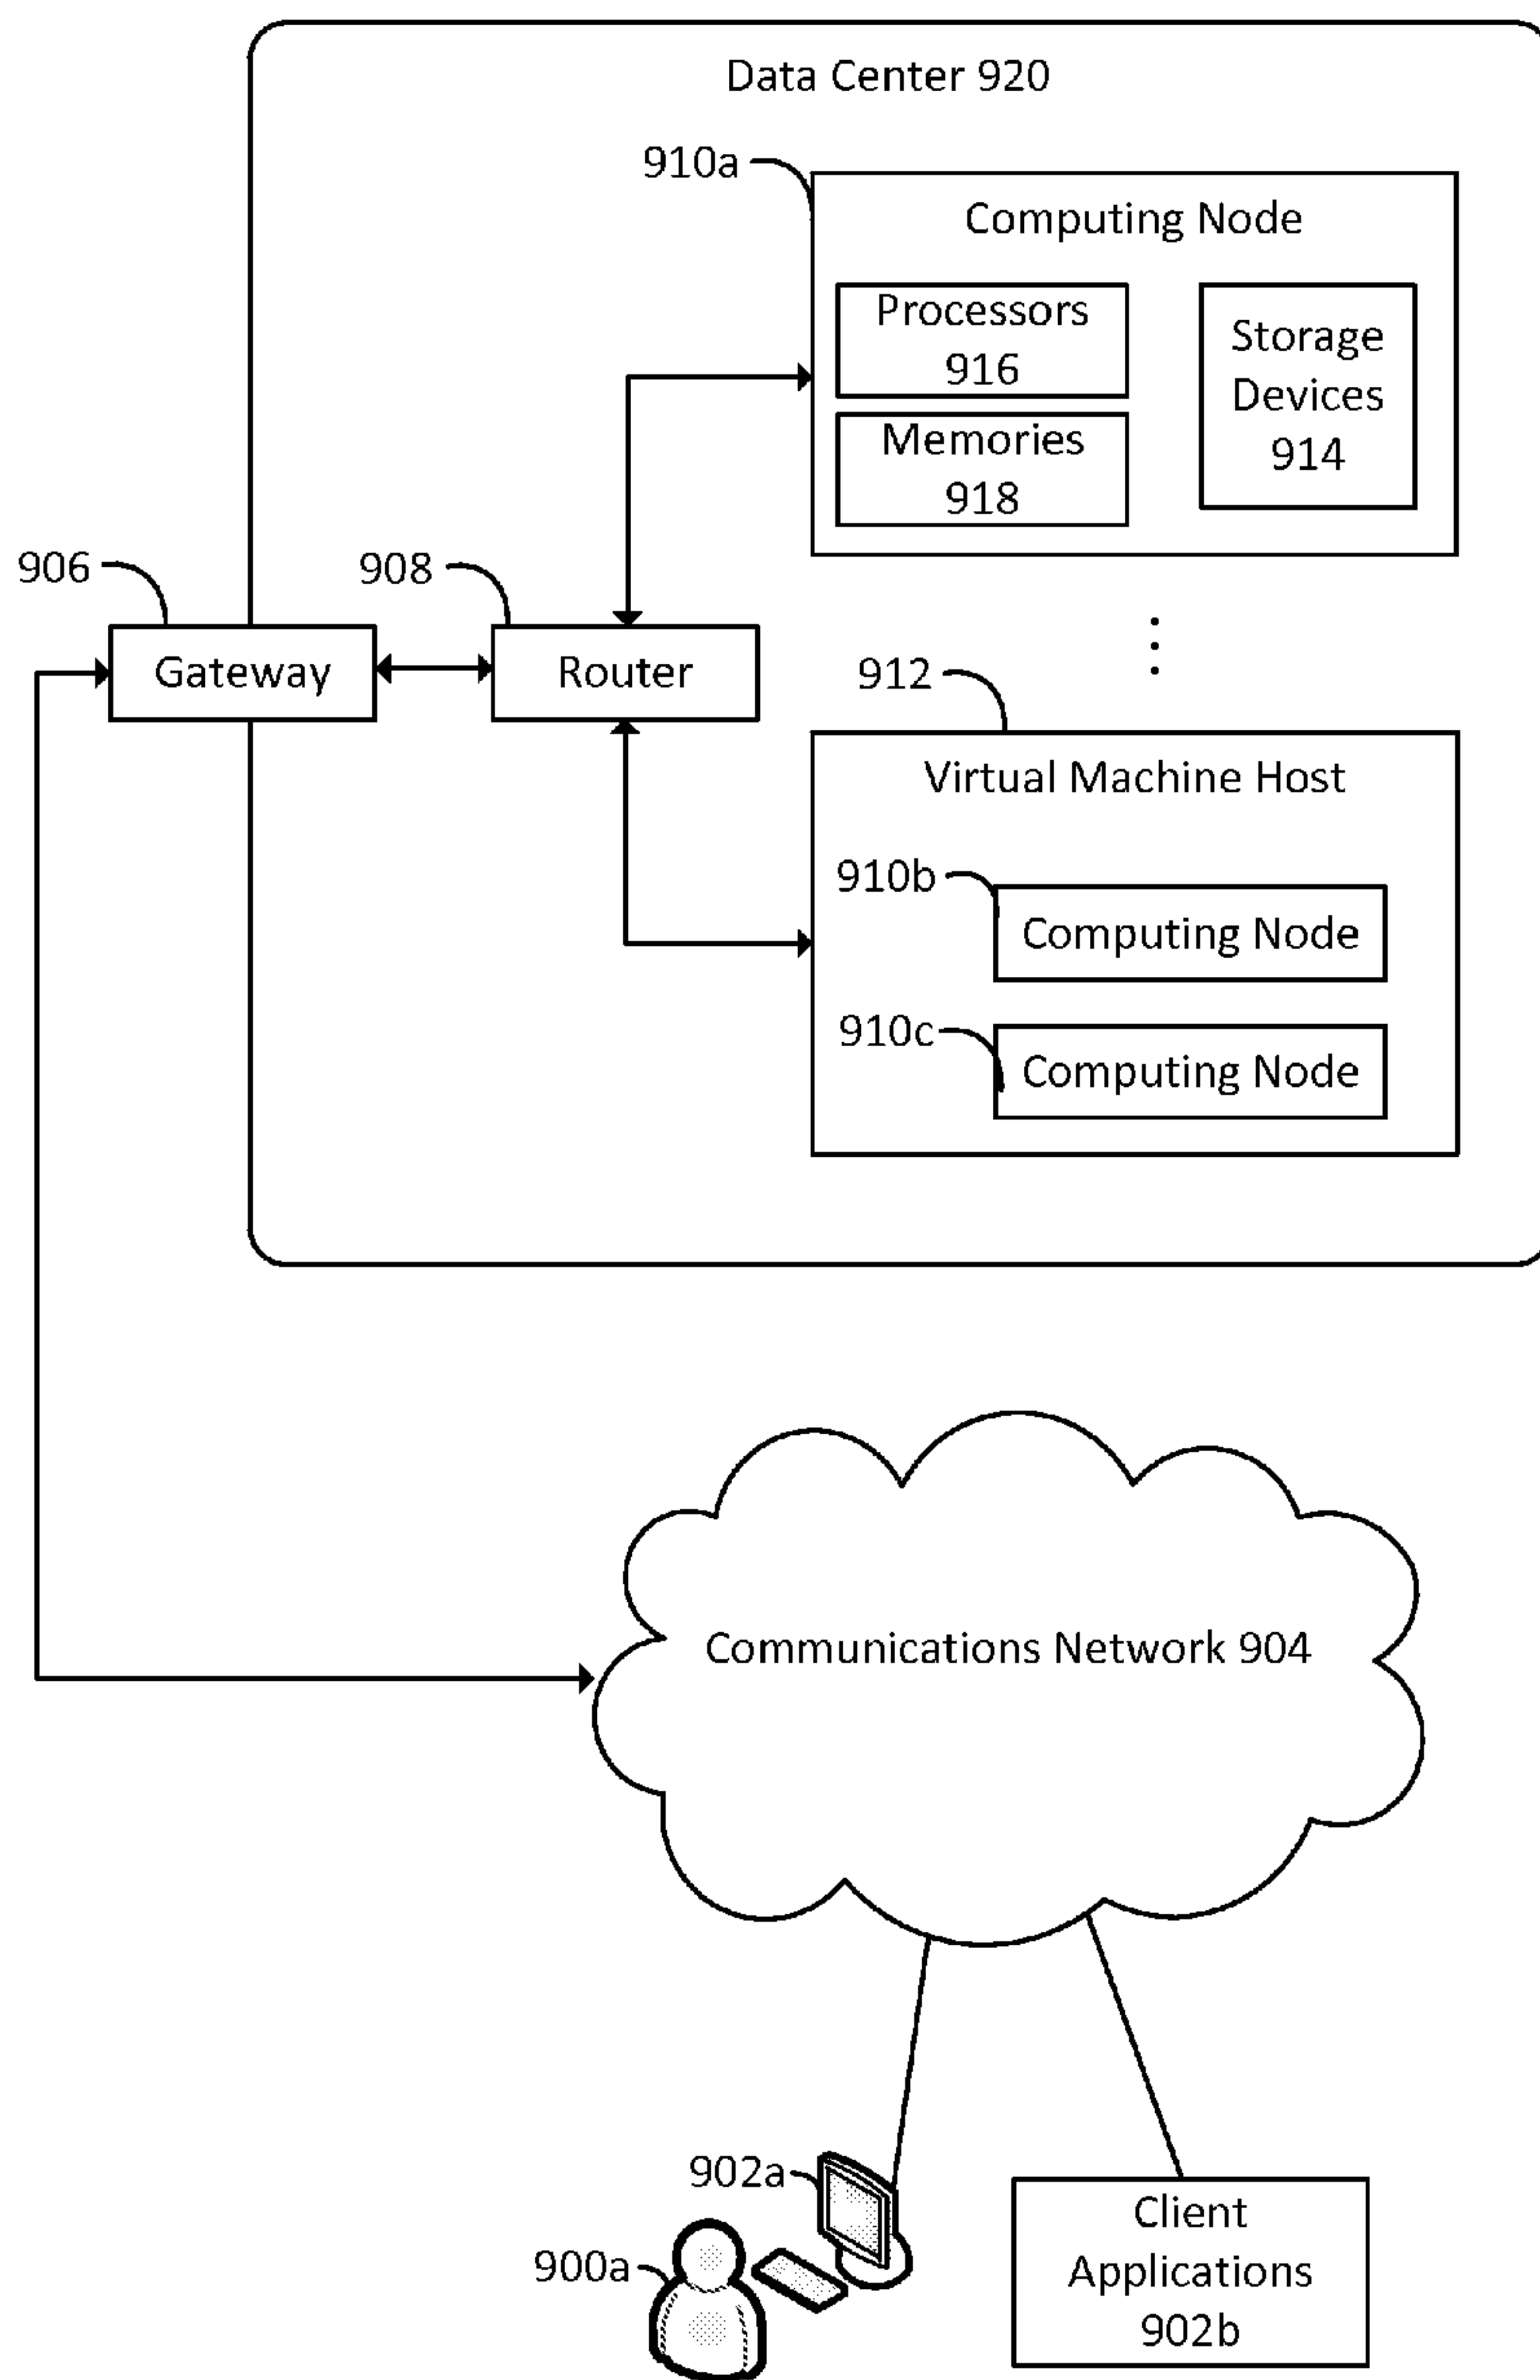 Data Center 920
910a
Computing Node
Processors
916
Storage
Devices
914
Memories
918
906
908
Gateway
Router
912
Virtual Machine Host
910b
Computing Node
910c
Computing Node
Communications Network 904
902a
900a
Client
Applications
902b